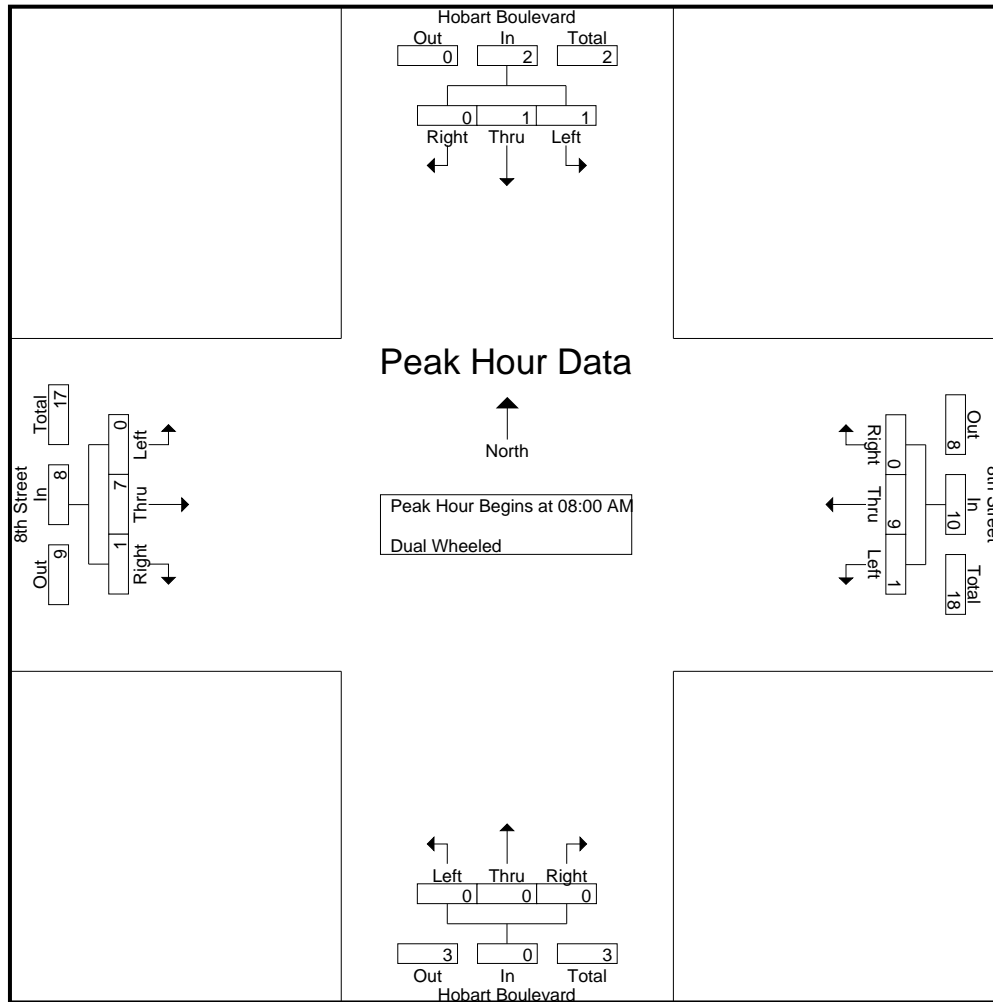 Hobart Boulevard
Out In Total
0 2 2
0 1 1
Right Thru Left
Peak Hour Data
North
Peak Hour Begins at 08:00 AM
Dual Wheeled
8th Street
Total In Out
17 8 9
0 7 1
Left Thru Right
Right Thru Left
0 9 1
Out In Total
8 10 18
8th Street
Left Thru Right
0 0 0
3 0 3
Out In Total
Hobart Boulevard